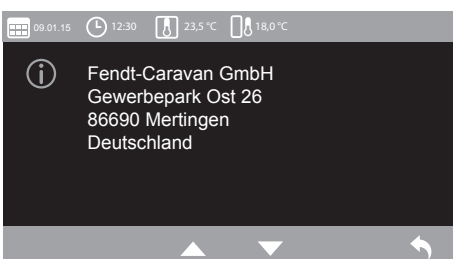 09.01.15 12:30 23,5 °C 18,0 °C
Fendt-Caravan GmbH
Gewerbepark Ost 26
86690 Mertingen
Deutschland